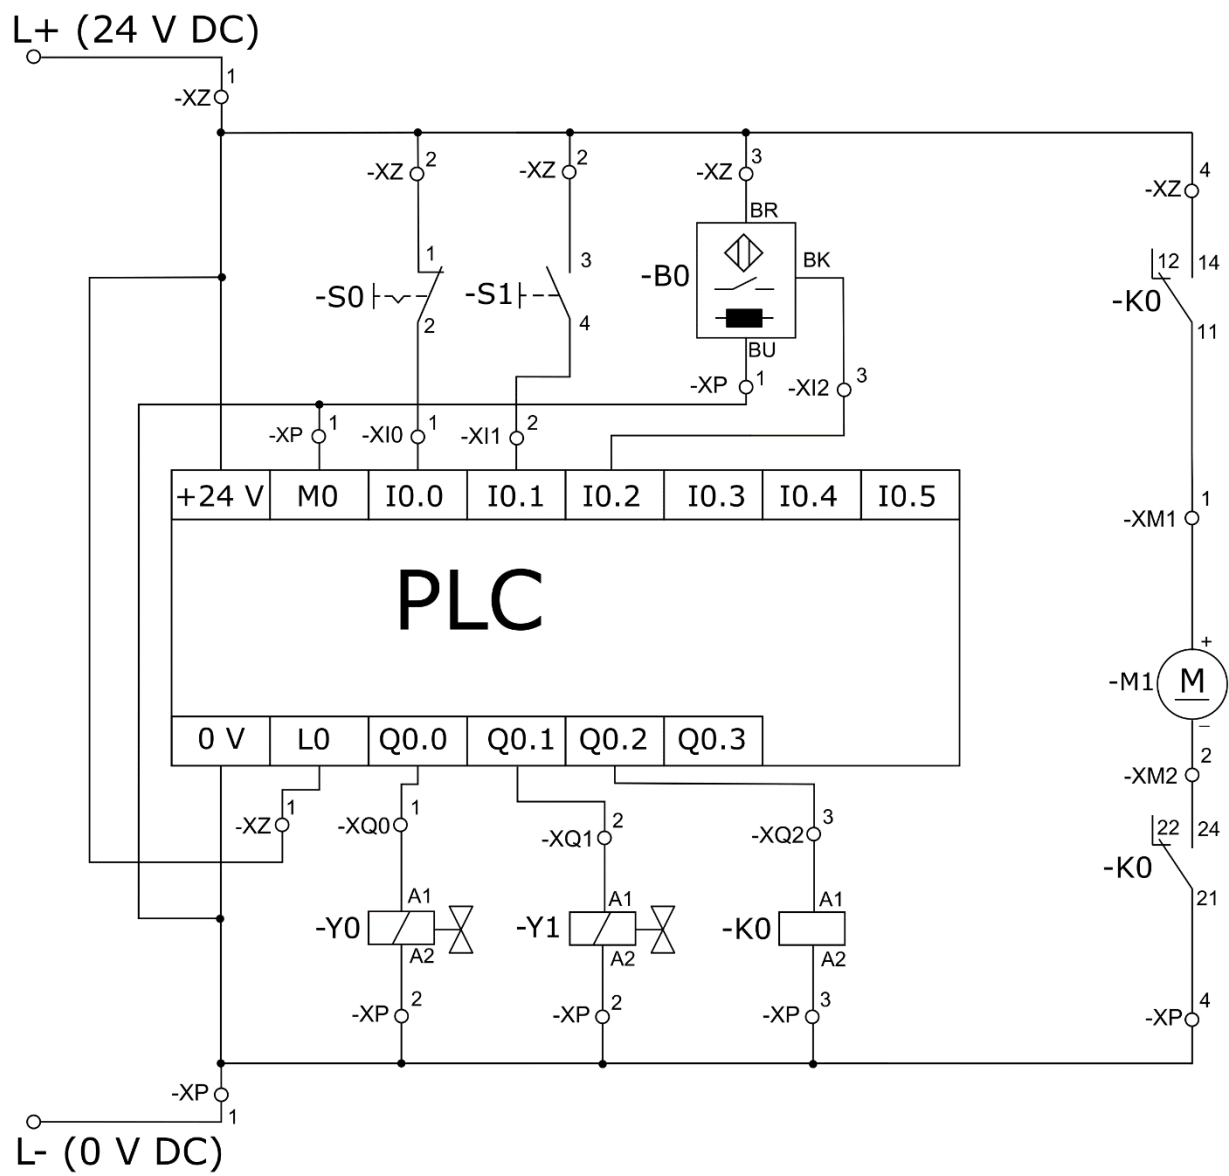 L+ (24 V DC)
1
-XZ
2
-XZ
2
-XZ
3
-XZ
4
-XZ
BR
1
-S0
2
3
-S1
4
-B0
BK
BU
12
14
-K0
11
-XP
1
-XI2
3
-XP
1
-XI0
1
-XI1
2
+24 V
M0
I0.0
I0.1
I0.2
I0.3
I0.4
I0.5
PLC
1
-XM1
+
-M1
M
−
0 V
L0
Q0.0
Q0.1
Q0.2
Q0.3
2
-XM2
1
-XZ
1
-XQ0
2
-XQ1
3
-XQ2
22
24
-K0
21
A1
-Y0
A2
A1
-Y1
A2
A1
-K0
A2
2
-XP
2
-XP
3
-XP
4
-XP
-XP
1
L- (0 V DC)